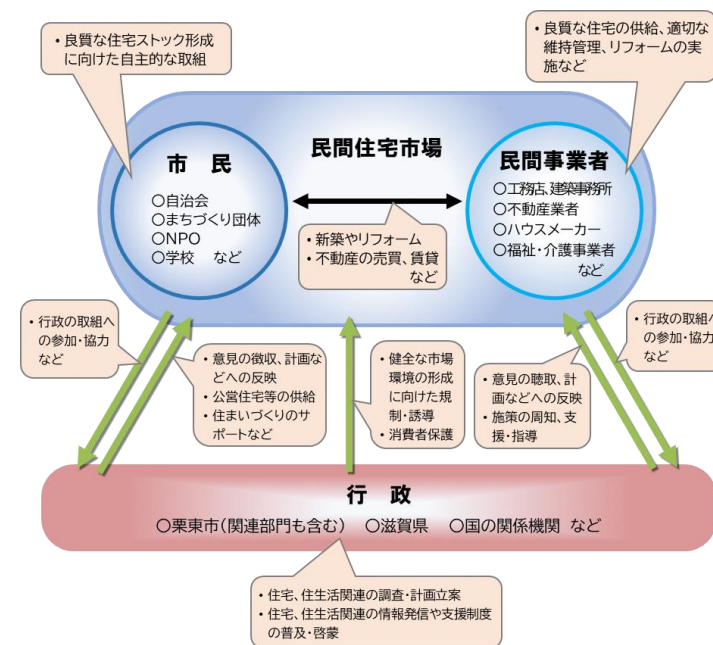 ・良質な住宅ストック形成
に向けた自主的な取組
・良質な住宅の供給、適切な
維持管理、リフォームの実
施など
民間住宅市場
市　民
○自治会
○まちづくり団体
○NPO
○学校　など
民間事業者
○工務店、建築事務所
○不動産業者
○ハウスメーカー
○福祉・介護事業者
など
・新築やリフォーム
・不動産の売買、賃貸
など
・行政の取組へ
の参加・協力
など
・意見の徴収、計画な
どへの反映
・公営住宅等の供給
・住まいづくりのサ
ポートなど
・健全な市場
環境の形成
に向けた規
制・誘導
・消費者保護
・意見の聴取、計
画などへの反映
・施策の周知、支
援・指導
・行政の取組へ
の参加・協力
など
行　政
○栗東市(関連部門も含む)　○滋賀県　○国の関係機関 など
・住宅、住生活関連の調査・計画立案
・住宅、住生活関連の情報発信や支援制度
の普及・啓蒙